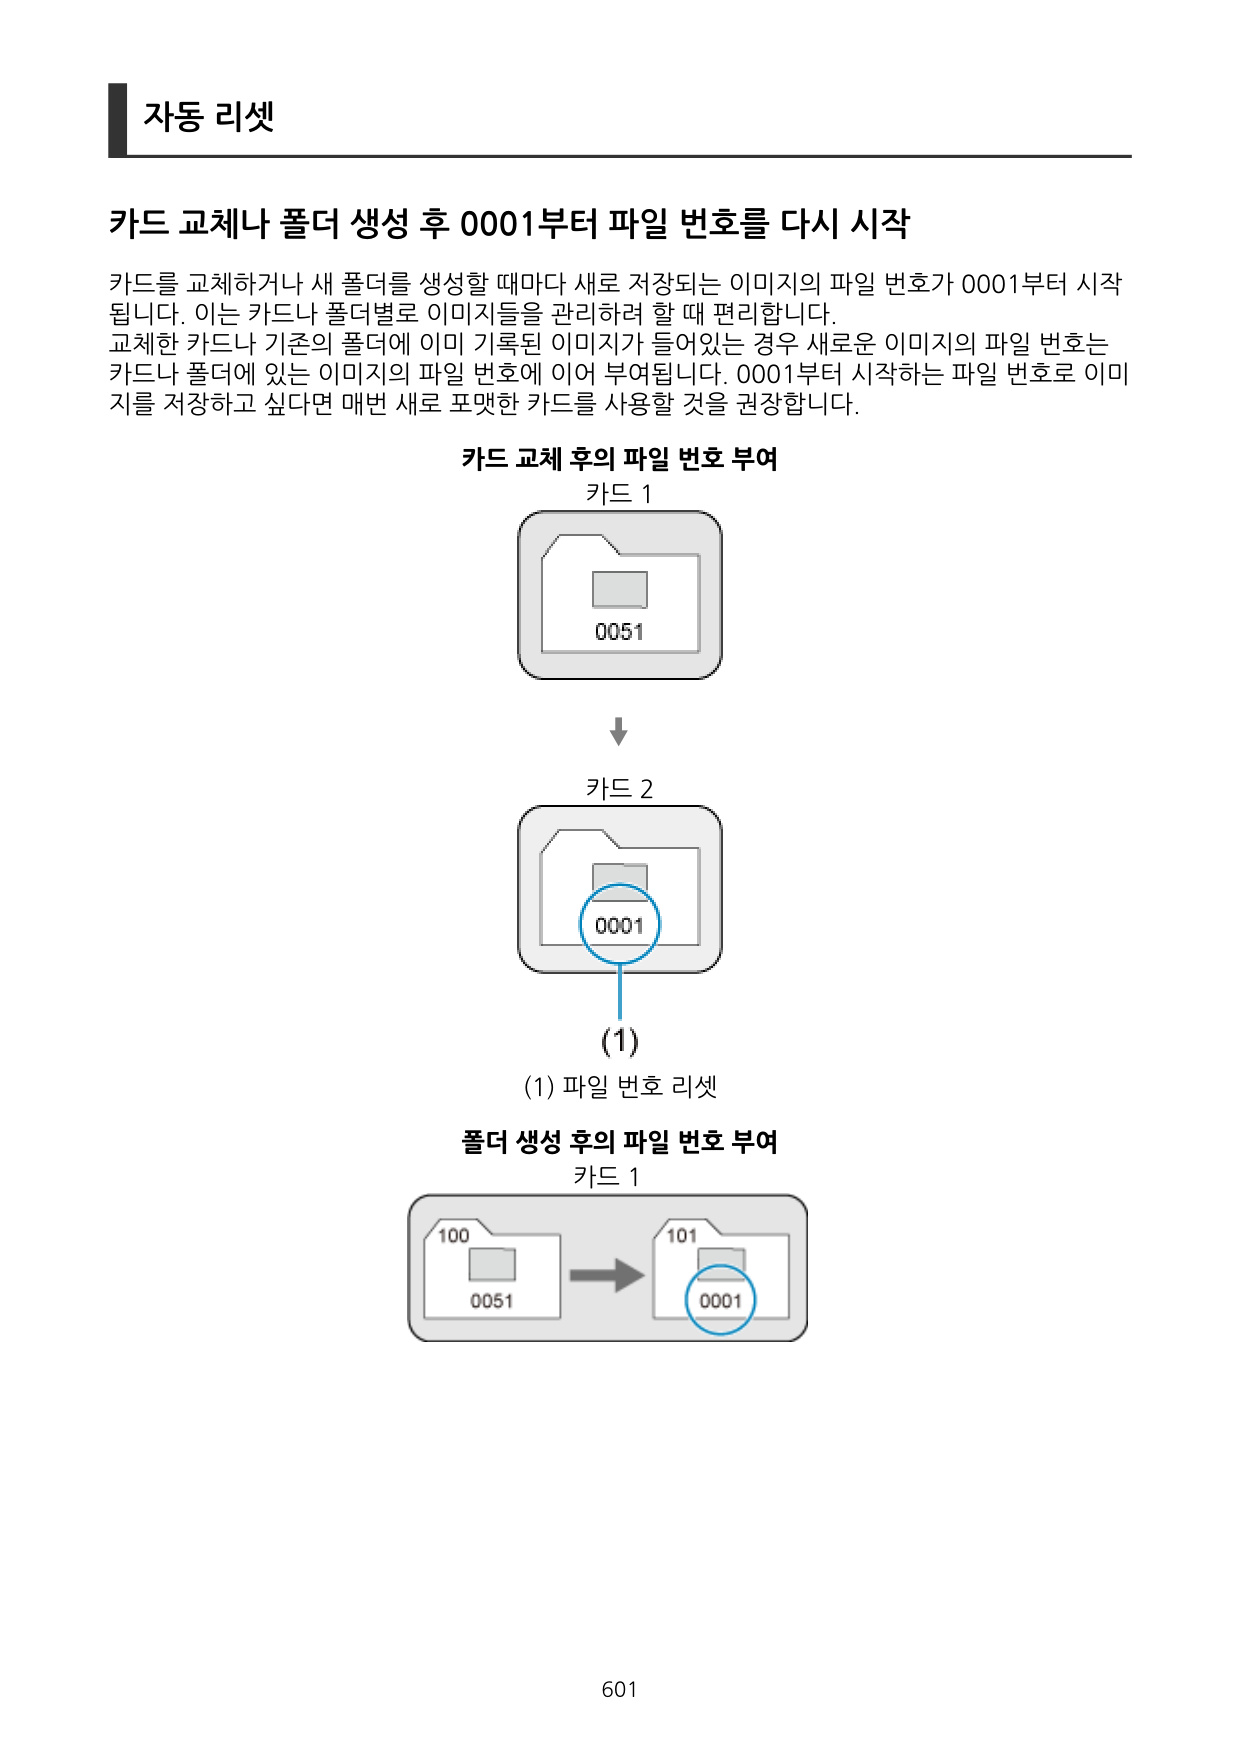 자동 리셋
카드 교체나 폴더 생성 후 0001부터 파일 번호를 다시 시작
카드를 교체하거나 새 폴더를 생성할 때마다 새로 저장되는 이미지의 파일 번호가 0001부터 시작
됩니다. 이는 카드나 폴더별로 이미지들을 관리하려 할 때 편리합니다.
교체한 카드나 기존의 폴더에 이미 기록된 이미지가 들어있는 경우 새로운 이미지의 파일 번호는
카드나 폴더에 있는 이미지의 파일 번호에 이어 부여됩니다. 0001부터 시작하는 파일 번호로 이미
지를 저장하고 싶다면 매번 새로 포맷한 카드를 사용할 것을 권장합니다.
카드 교체 후의 파일 번호 부여
카드 1
0051
카드 2
0001
(1)
(1) 파일 번호 리셋
폴더 생성 후의 파일 번호 부여
카드 1
100
101
0051
0001
601